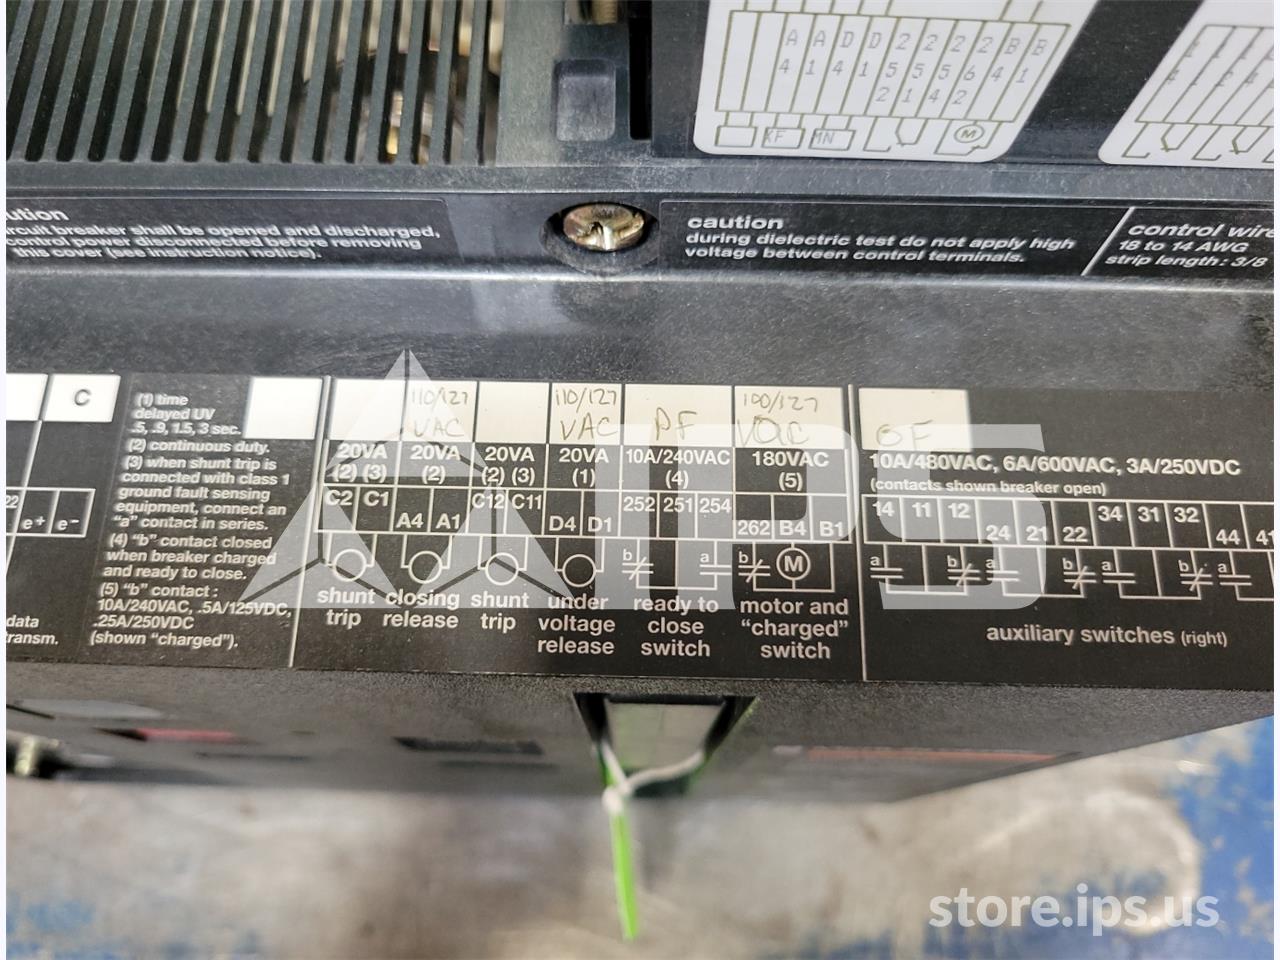 A A D D 2 2 2 2 B B
4 1 4 1 5 5 5 6 4 1
2 1 4 2
XF MN M
ution
rcuit breaker shall be opened and discharged,
control power disconnected before removing
this cover (see instruction notice).
caution
during dielectric test do not apply high
voltage between control terminals.
control wire
18 to 14 AWG
strip length : 3/8
C
(1) time
delayed UV
.5, .9, 1.5, 3 sec.
(2) continuous duty.
(3) when shunt trip is
connected with class 1
ground fault sensing
equipment, connect an
"a" contact in series.
(4) "b" contact closed
when breaker charged
and ready to close.
(5) "b" contact :
10A/240VAC, .5A/125VDC,
.25A/250VDC
(shown "charged").
22 e+ e-
data
transm.
110/127
VAC
110/127
VAC
PF
100/127
OF
20VA
(2) (3)
20VA
(2)
20VA
(2) (3)
20VA
(1)
10A/240VAC
(4)
180VAC
(5)
10A/480VAC, 6A/600VAC, 3A/250VDC
(contacts shown breaker open)
C2 C1 A4 A1 C12 C11 D4 D1 252 251 254 262 B4 B1
14 11 12 24 21 22 34 31 32 44 41
b a b M a b a b a b a
shunt
trip
closing
release
shunt
trip
under
voltage
release
ready to
close
switch
motor and
"charged"
switch
auxiliary switches (right)
IPS
store.ips.us